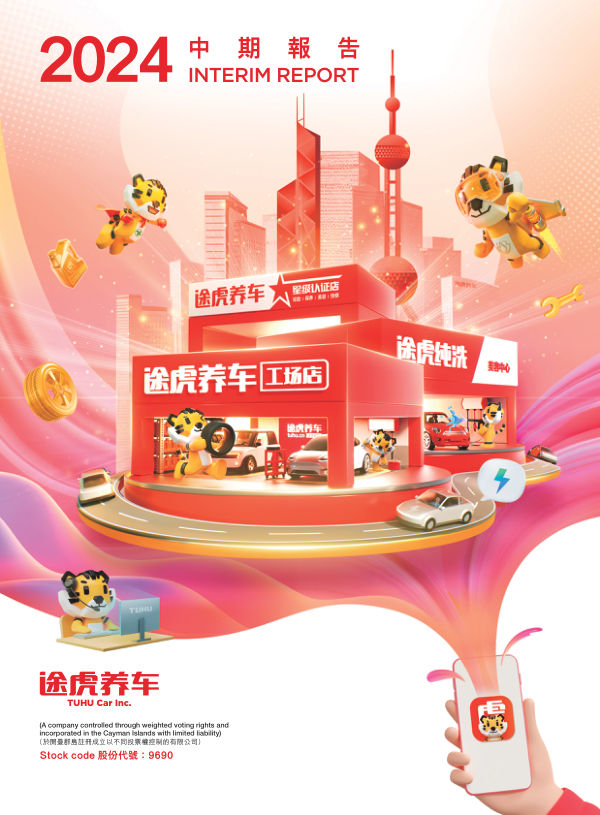 2024 中期報告
INTERIM REPORT
途虎养车 星级认证店
途虎养车 工场店
途虎纯洗
途虎养车
tuhu.cn
TUHU
途虎养车
TUHU Car Inc.
(A company controlled through weighted voting rights and
incorporated in the Cayman Islands with limited liability)
（於開曼群島註冊成立以不同投票權控制的有限公司）
Stock code 股份代號：9690
虎